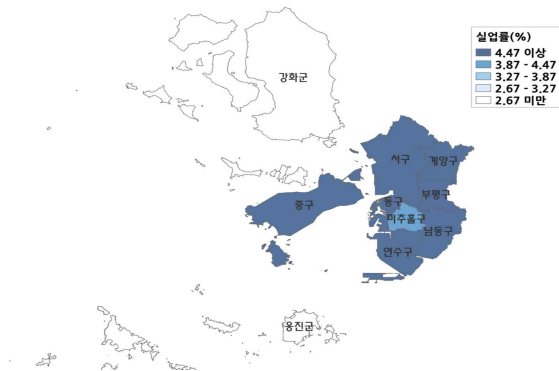 실업률(%)
4.47 이상
3.87 - 4.47
3.27 - 3.87
2.67 - 3.27
2.67 미만
강화군
서구
계양구
부평구
중구
동구
미추홀구
남동구
연수구
옹진군